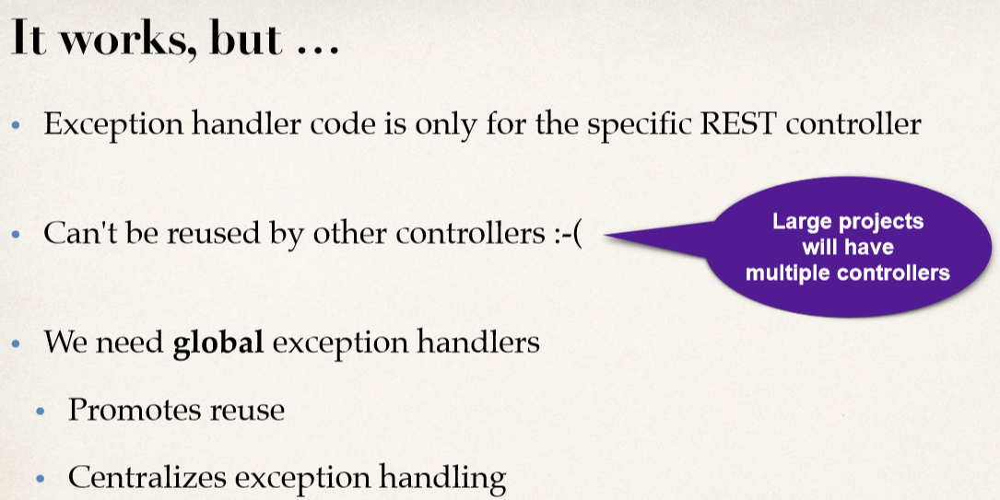 It works, but …
• Exception handler code is only for the specific REST controller
• Can't be reused by other controllers :-(
Large projects
will have
multiple controllers
• We need global exception handlers
• Promotes reuse
• Centralizes exception handling